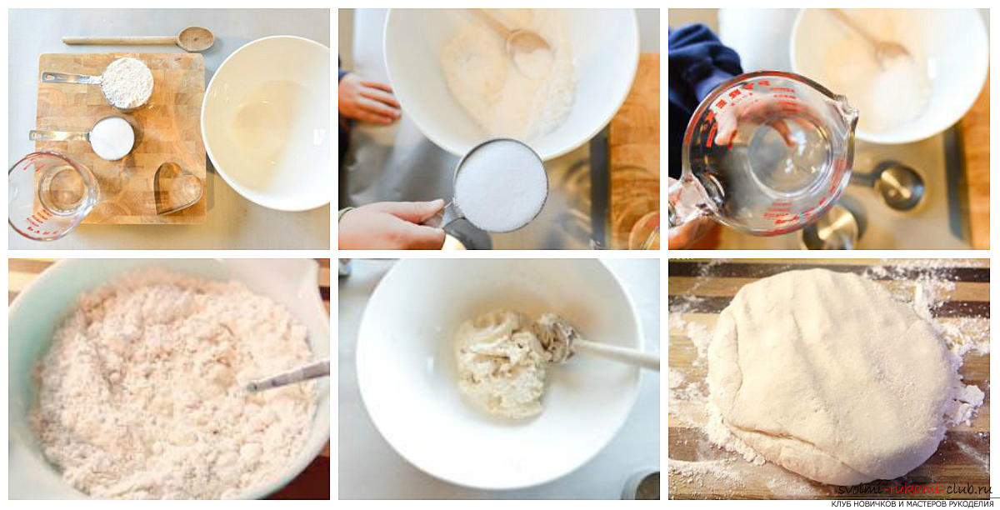 svoimi-rukami-club.ru
КЛУБ НОВИЧКОВ И МАСТЕРОВ РУКОДЕЛИЯ